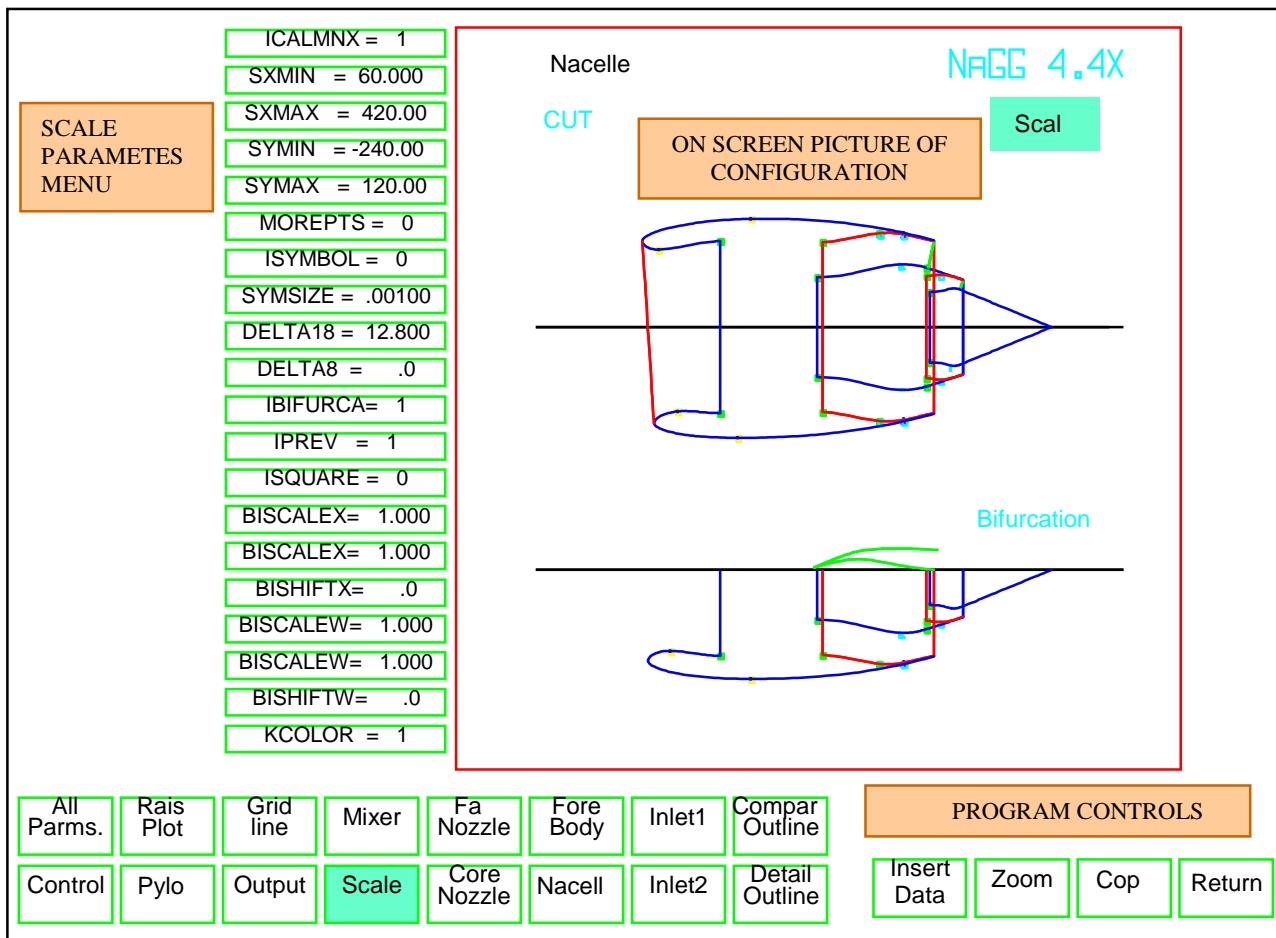 ICALMNX = 1
SXMIN = 60.000
SXMAX = 420.00
SYMIN =-240.00
SYMAX = 120.00
MOREPTS = 0
ISYMBOL = 0
SYMSIZE = .00100
DELTA18 = 12.800
DELTA8 = .0
IBIFURCA= 1
IPREV = 1
ISQUARE = 0
BISCALEX= 1.000
BISCALEX= 1.000
BISHIFTX= .0
BISCALEW= 1.000
BISCALEW= 1.000
BISHIFTW= .0
KCOLOR = 1
SCALE
PARAMETES
MENU
Nacelle
NAGG 4.4X
CUT
Scal
ON SCREEN PICTURE OF
CONFIGURATION
Bifurcation
All
Parms.
Rais
Plot
Grid
line
Mixer
Fa
Nozzle
Fore
Body
Inlet1
Compar
Outline
PROGRAM CONTROLS
Control
Pylo
Output
Scale
Core
Nozzle
Nacell
Inlet2
Detail
Outline
Insert
Data
Zoom
Cop
Return